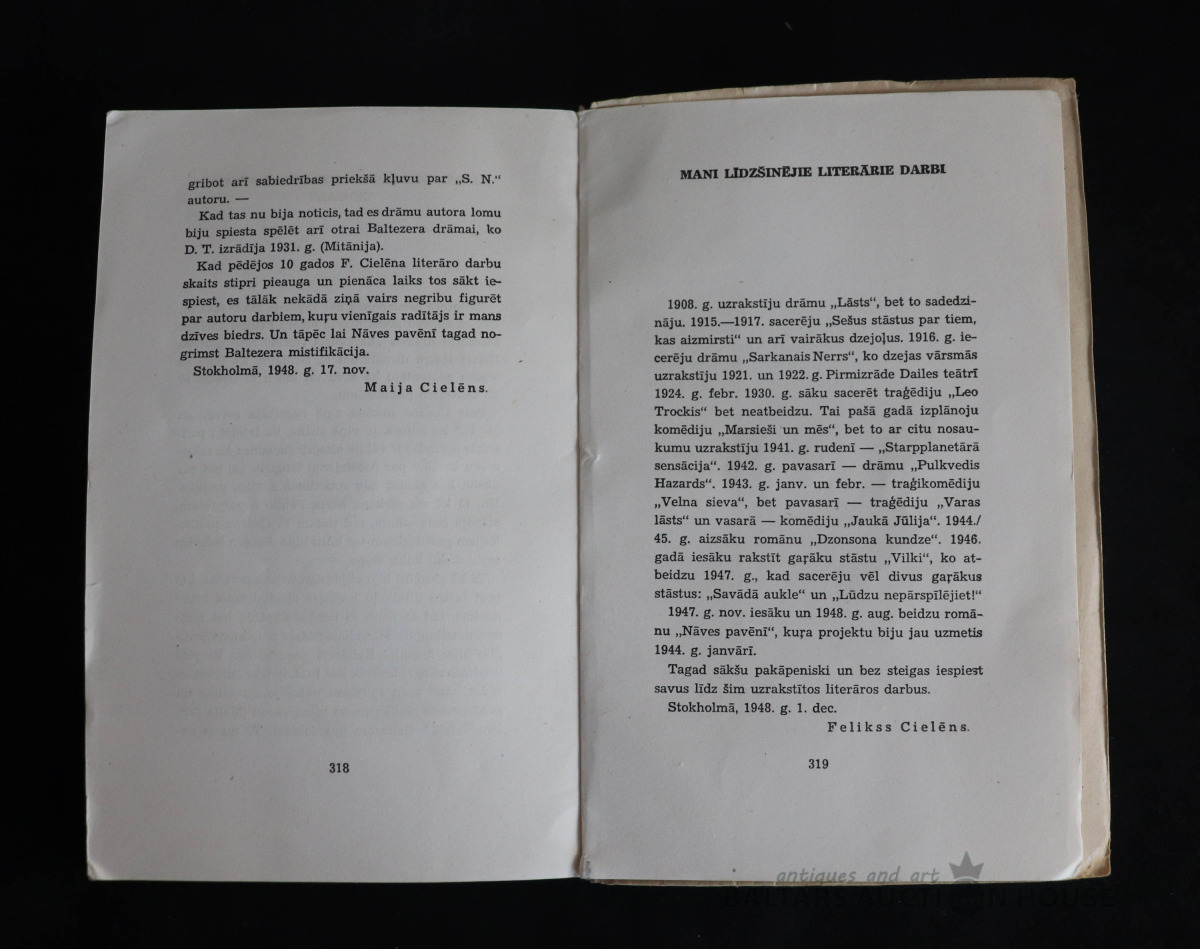 gribot arī sabiedrības priekšā kļuvu par „S. N.“
autoru. —
Kad tas nu bija noticis, tad es drāmu autora lomu
biju spiesta spēlēt arī otrai Baltezera drāmai, ko
D. T. izrādīja 1931. g. (Mitānija).
Kad pēdējos 10 gados F. Cielēna literāro darbu
skaits stipri pieauga un pienāca laiks tos sākt ie-
spiest, es tālāk nekādā ziņā vairs negribu figurēt
par autoru darbiem, kuŗu vienīgais radītājs ir mans
dzīves biedrs. Un tāpēc lai Nāves pavēnī tagad no-
grimst Baltezera mistifikācija.
Stokholmā, 1948. g. 17. nov.
Maija Cielēns.
318
MANI LĪDZŠINĒJIE LITERĀRIE DARBI
1908. g. uzrakstīju drāmu „Lāsts“, bet to sadedzi-
nāju. 1915.—1917. sacerēju „Sešus stāstus par tiem,
kas aizmirsti“ un arī vairākus dzejoļus. 1916. g. ie-
cerēju drāmu „Sarkanais Nerrs“, ko dzejas vārsmās
uzrakstīju 1921. un 1922. g. Pirmizrāde Dailes teātrī
1924. g. febr. 1930. g. sāku sacerēt traģēdiju „Leo
Trockis“ bet neatbeidzu. Tai pašā gadā izplānoju
komēdiju „Marsieši un mēs“, bet to ar citu nosau-
kumu uzrakstīju 1941. g. rudenī — „Starpplanetārā
sensācija“. 1942. g. pavasarī — drāmu „Pulkvedis
Hazards“. 1943. g. janv. un febr. — traģikomēdiju
„Velna sieva“, bet pavasarī — traģēdiju „Varas
lāsts“ un vasarā — komēdiju „Jaukā Jūlija“. 1944./
45. g. aizsāku romānu „Dzonsona kundze“. 1946.
gadā iesāku rakstīt gaŗāku stāstu „Vilki“, ko at-
beidzu 1947. g., kad sacerēju vēl divus gaŗākus
stāstus: „Savādā aukle“ un „Lūdzu nepārspīlējiet!“
1947. g. nov. iesāku un 1948. g. aug. beidzu romā-
nu „Nāves pavēnī“, kuŗa projektu biju jau uzmetis
1944. g. janvārī.
Tagad sākšu pakāpeniski un bez steigas iespiest
savus līdz šim uzrakstītos literāros darbus.
Stokholmā, 1948. g. 1. dec.
Felikss Cielēns.
319
antiques and art
BALTARS AUCTION HOUSE